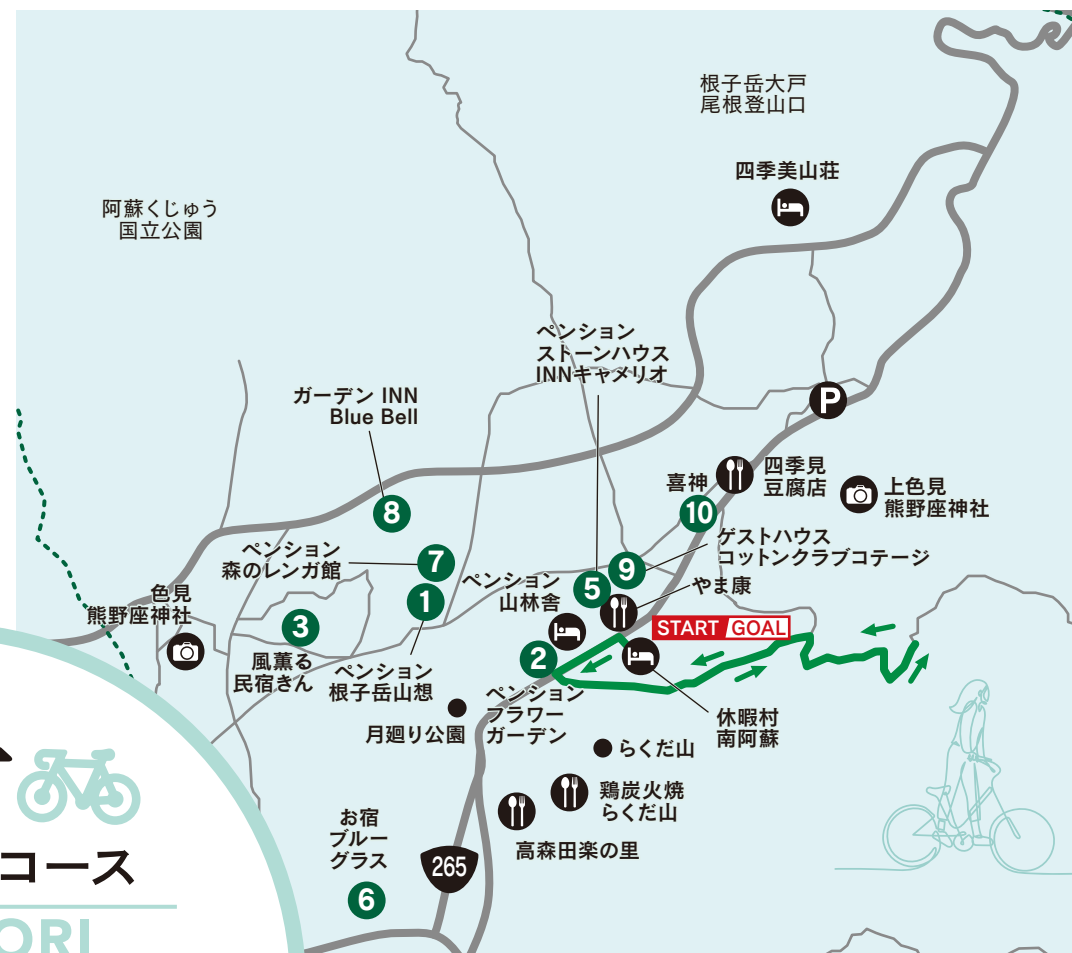 根子岳大戸
尾根登山口
四季美山荘
阿蘇くじゅう
国立公園
ペンション
ストーンハウス
INNキャメリオ
ガーデン INN
Blue Bell
8
P
四季見
豆腐店
喜神
10
上色見
熊野座神社
ゲストハウス
コットンクラブコテージ
9
ペンション
森のレンガ館
7
ペンション
山林舎
5
やま康
1
色見
熊野座神社
3
風薫る
民宿きん
START / GOAL
2
ペンション
根子岳山想
ペンション
フラワー
ガーデン
月廻り公園
休暇村
南阿蘇
らくだ山
鶏炭火焼
らくだ山
高森田楽の里
お宿
ブルー
グラス
6
265
コース
ORI